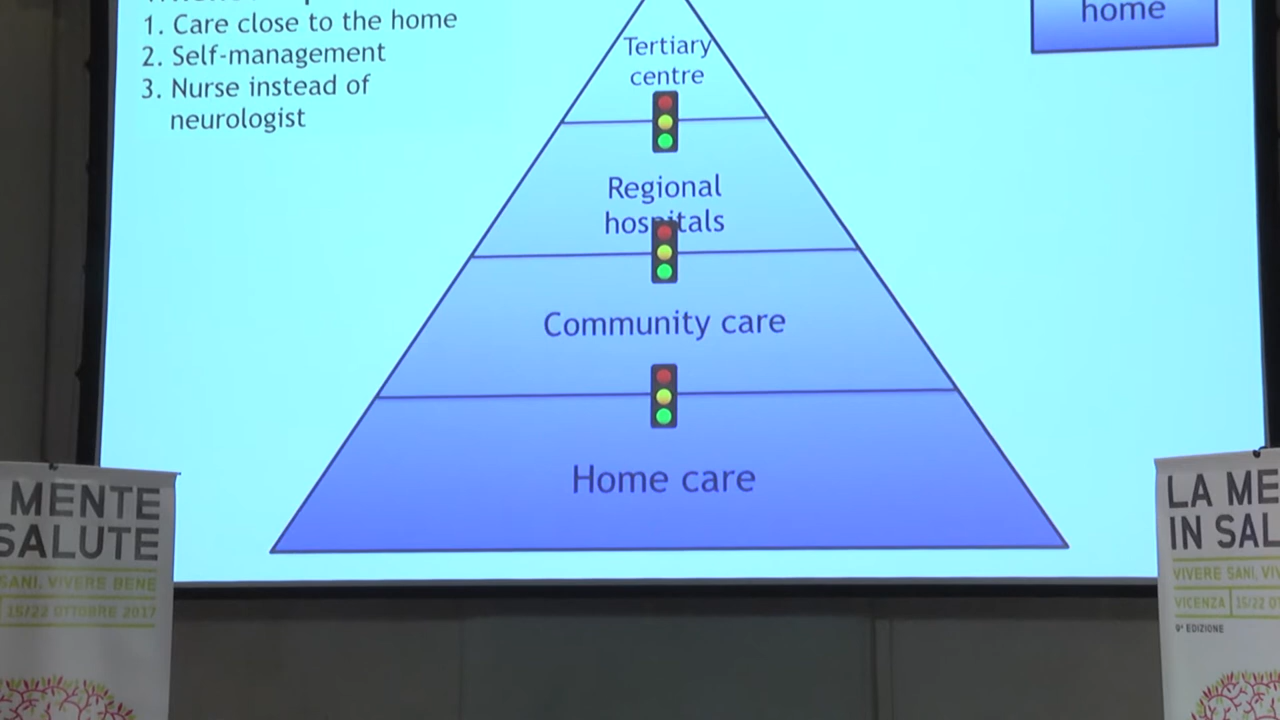 1. Care close to the home
2. Self-management
3. Nurse instead of
neurologist
home
Tertiary
centre
Regional
hospitals
Community care
Home care
MENTE
SALUTE
SANI, VIVERE BENE
15/22 OTTOBRE 2017
LA ME
IN SAL
VIVERE SANI, VIV
VICENZA 15/22 OT
9ª EDIZIONE